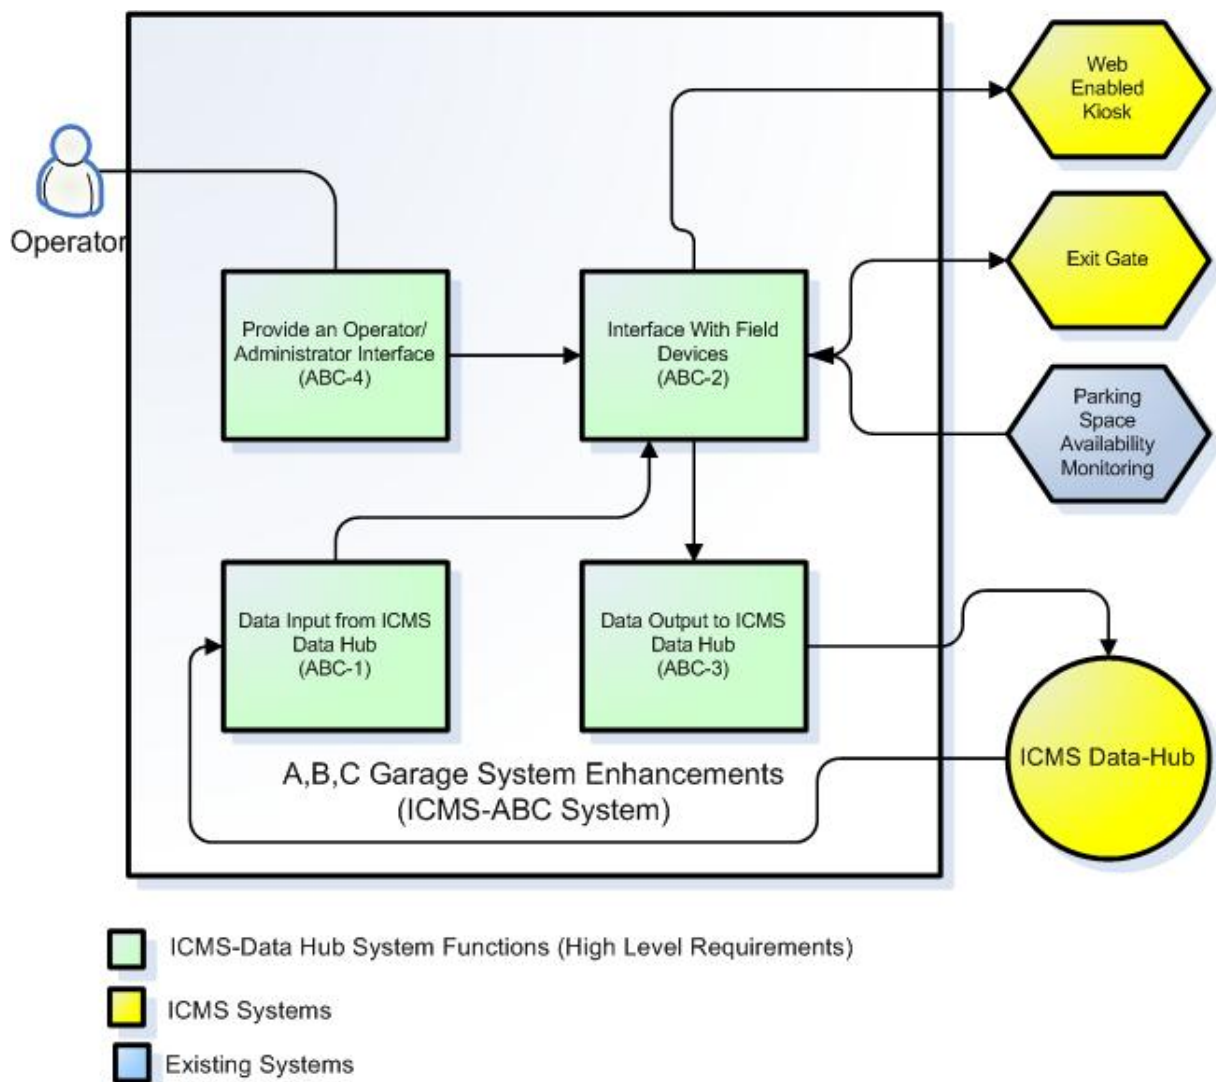 Web
Enabled
Kiosk
Operator
Exit Gate
Provide an Operator/
Administrator Interface
(ABC-4)
Interface With Field
Devices
(ABC-2)
Parking
Space
Availability
Monitoring
Data Input from ICMS
Data Hub
(ABC-1)
Data Output to ICMS
Data Hub
(ABC-3)
ICMS Data-Hub
A,B,C Garage System Enhancements
(ICMS-ABC System)
ICMS-Data Hub System Functions (High Level Requirements)
ICMS Systems
Existing Systems